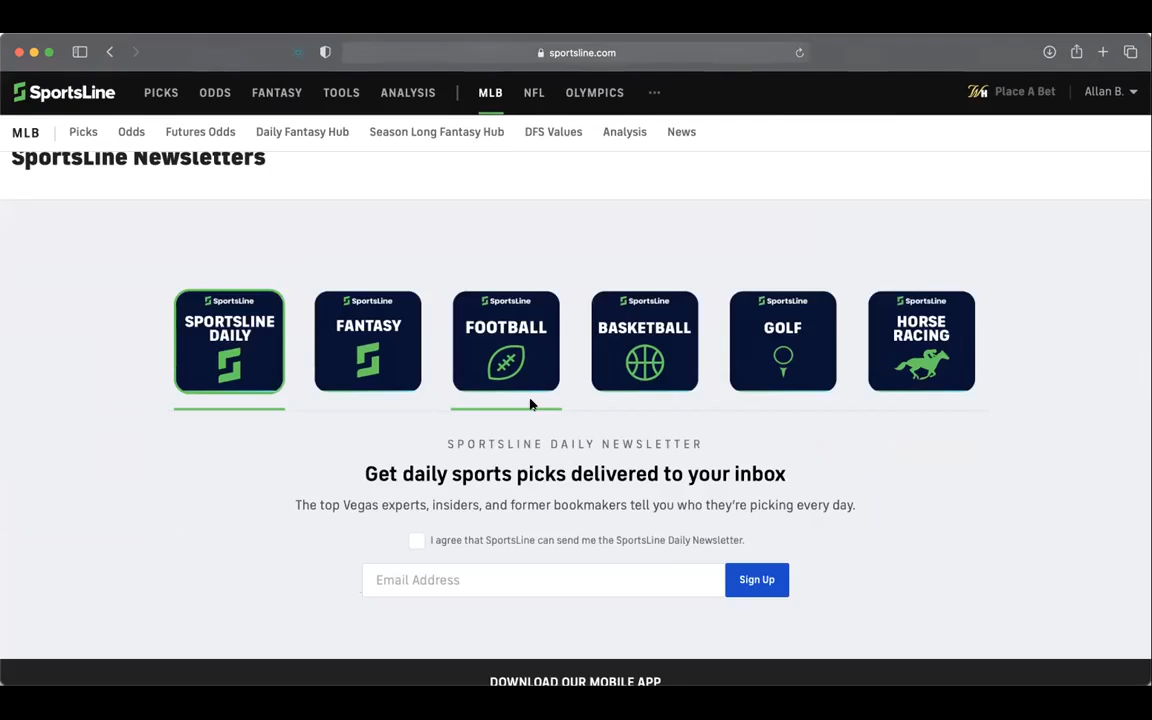 sportsline.com
SportsLine PICKS ODDS FANTASY TOOLS ANALYSIS | MLB NFL OLYMPICS ... WH Place A Bet Allan B.
MLB Picks Odds Futures Odds Daily Fantasy Hub Season Long Fantasy Hub DFS Values Analysis News
SportsLine Newsletters
SportsLine
SPORTSLINE
DAILY
SportsLine
FANTASY
SportsLine
FOOTBALL
SportsLine
BASKETBALL
SportsLine
GOLF
SportsLine
HORSE
RACING
SPORTSLINE DAILY NEWSLETTER
Get daily sports picks delivered to your inbox
The top Vegas experts, insiders, and former bookmakers tell you who they're picking every day.
I agree that SportsLine can send me the SportsLine Daily Newsletter.
Email Address Sign Up
DOWNLOAD OUR MOBILE APP